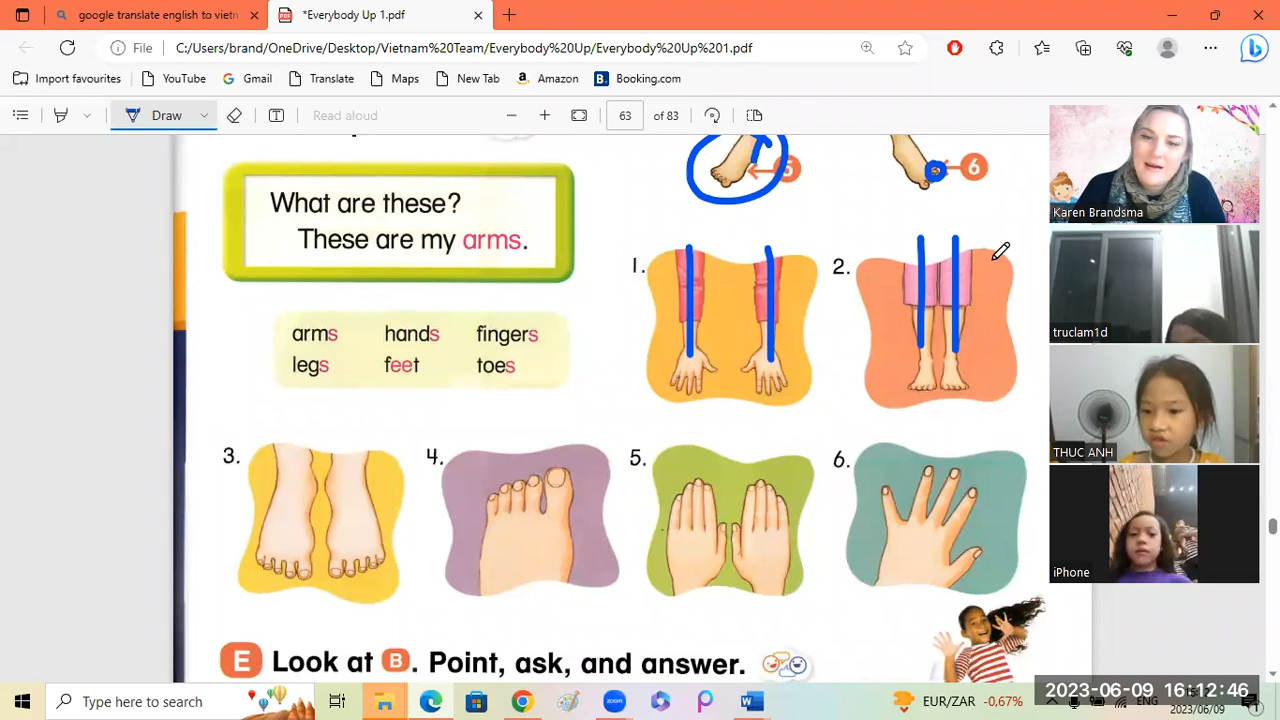 google translate english to vietn
*Everybody Up 1.pdf
File
C:/Users/brand/OneDrive/Desktop/Vietnam%20Team/Everybody%20Up/Everybody%20Up%201.pdf
Import favourites
YouTube
Gmail
Translate
Maps
New Tab
Amazon
Booking.com
Draw
Read aloud
63
of 83
6
What are these?
These are my arms.
arms hands fingers
legs feet toes
1.
2.
3.
4.
5.
6.
E Look at B. Point, ask, and answer.
Karen Brandsma
truclam1d
THUC ANH
iPhone
Type here to search
EUR/ZAR -0,67%
ENG
2023-06-09 16:12:46
2023/06/09